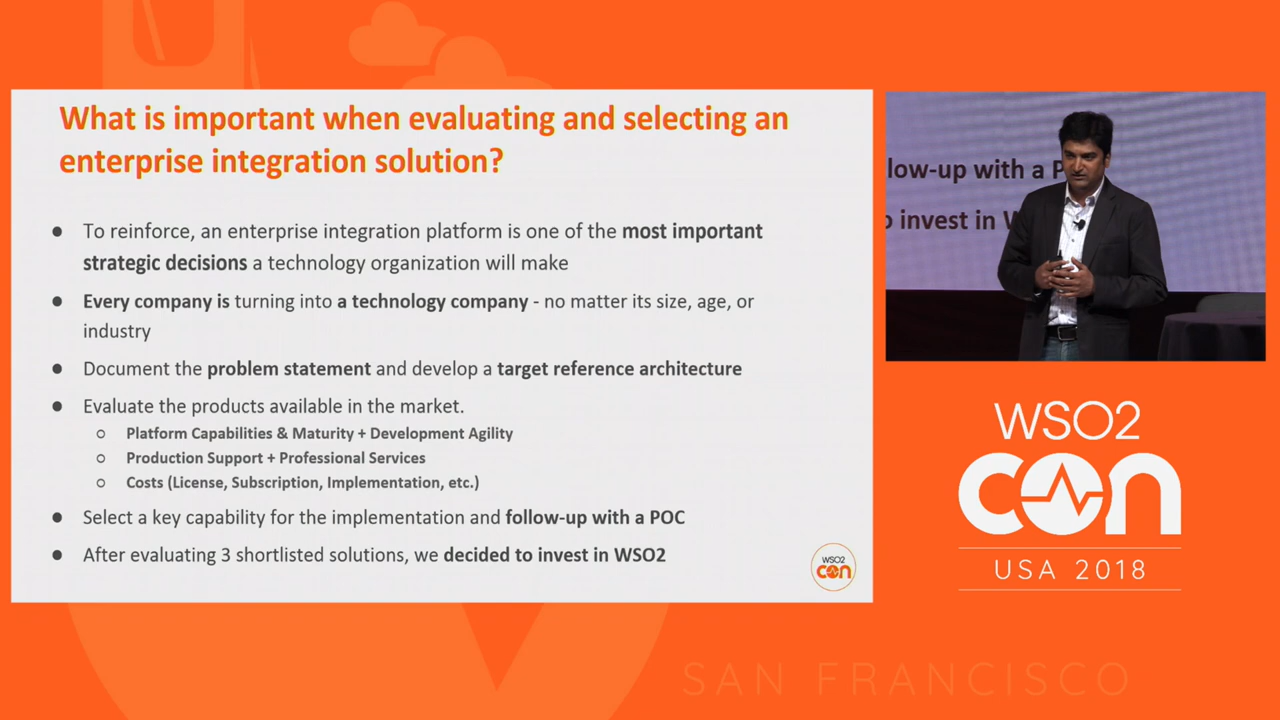 What is important when evaluating and selecting an
enterprise integration solution?
● To reinforce, an enterprise integration platform is one of the most important
strategic decisions a technology organization will make
● Every company is turning into a technology company - no matter its size, age, or
industry
● Document the problem statement and develop a target reference architecture
● Evaluate the products available in the market.
○ Platform Capabilities & Maturity + Development Agility
○ Production Support + Professional Services
○ Costs (License, Subscription, Implementation, etc.)
● Select a key capability for the implementation and follow-up with a POC
● After evaluating 3 shortlisted solutions, we decided to invest in WSO2
WSO2
con
low-up with a P
invest in
WSO2
con
USA 2018
SAN FRANCISCO